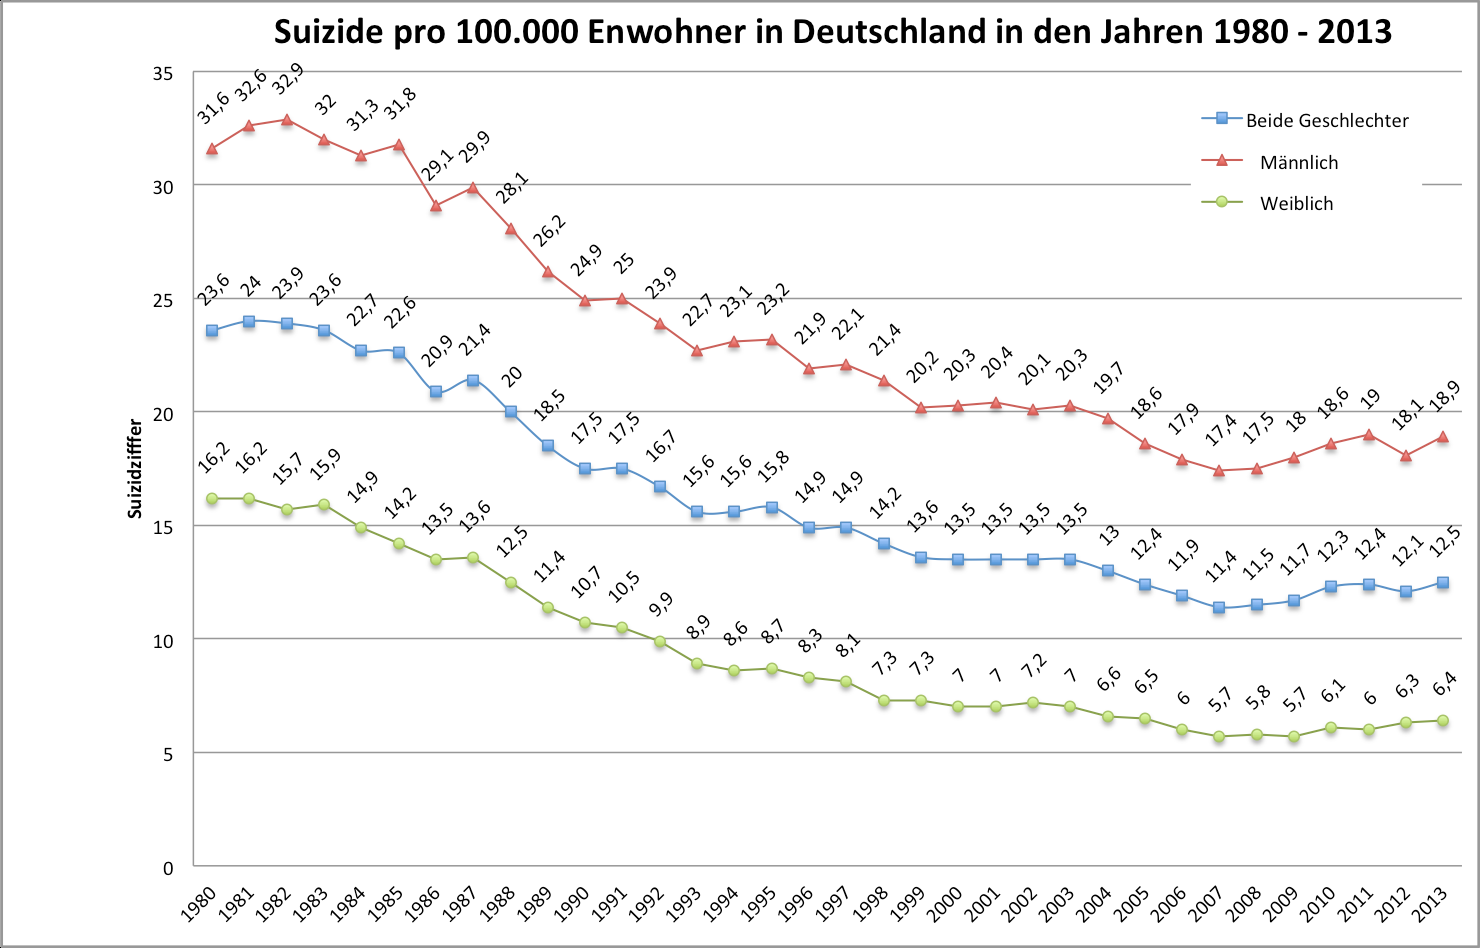 Suizide pro 100.000 Enwohner in Deutschland in den Jahren 1980 - 2013
Suizidzifffer
35
30
25
20
15
10
5
0
Beide Geschlechter
Männlich
Weiblich
31,6 32,6 32,9 32 31,3 31,8 29,1 29,9 28,1 26,2 24,9 25 23,9 22,7 23,1 23,2 21,9 22,1 21,4 20,2 20,3 20,4 20,1 20,3 19,7 18,6 17,9 17,4 17,5 18 18,6 19 18,1 18,9
23,6 24 23,9 23,6 22,7 22,6 20,9 21,4 20 18,5 17,5 17,5 16,7 15,6 15,6 15,8 14,9 14,9 14,2 13,6 13,5 13,5 13,5 13,5 13 12,4 11,9 11,4 11,5 11,7 12,3 12,4 12,1 12,5
16,2 16,2 15,7 15,9 14,9 14,2 13,5 13,6 12,5 11,4 10,7 10,5 9,9 8,9 8,6 8,7 8,3 8,1 7,3 7,3 7 7 7,2 7 6,6 6,5 6 5,7 5,8 5,7 6,1 6 6,3 6,4
1980 1981 1982 1983 1984 1985 1986 1987 1988 1989 1990 1991 1992 1993 1994 1995 1996 1997 1998 1999 2000 2001 2002 2003 2004 2005 2006 2007 2008 2009 2010 2011 2012 2013